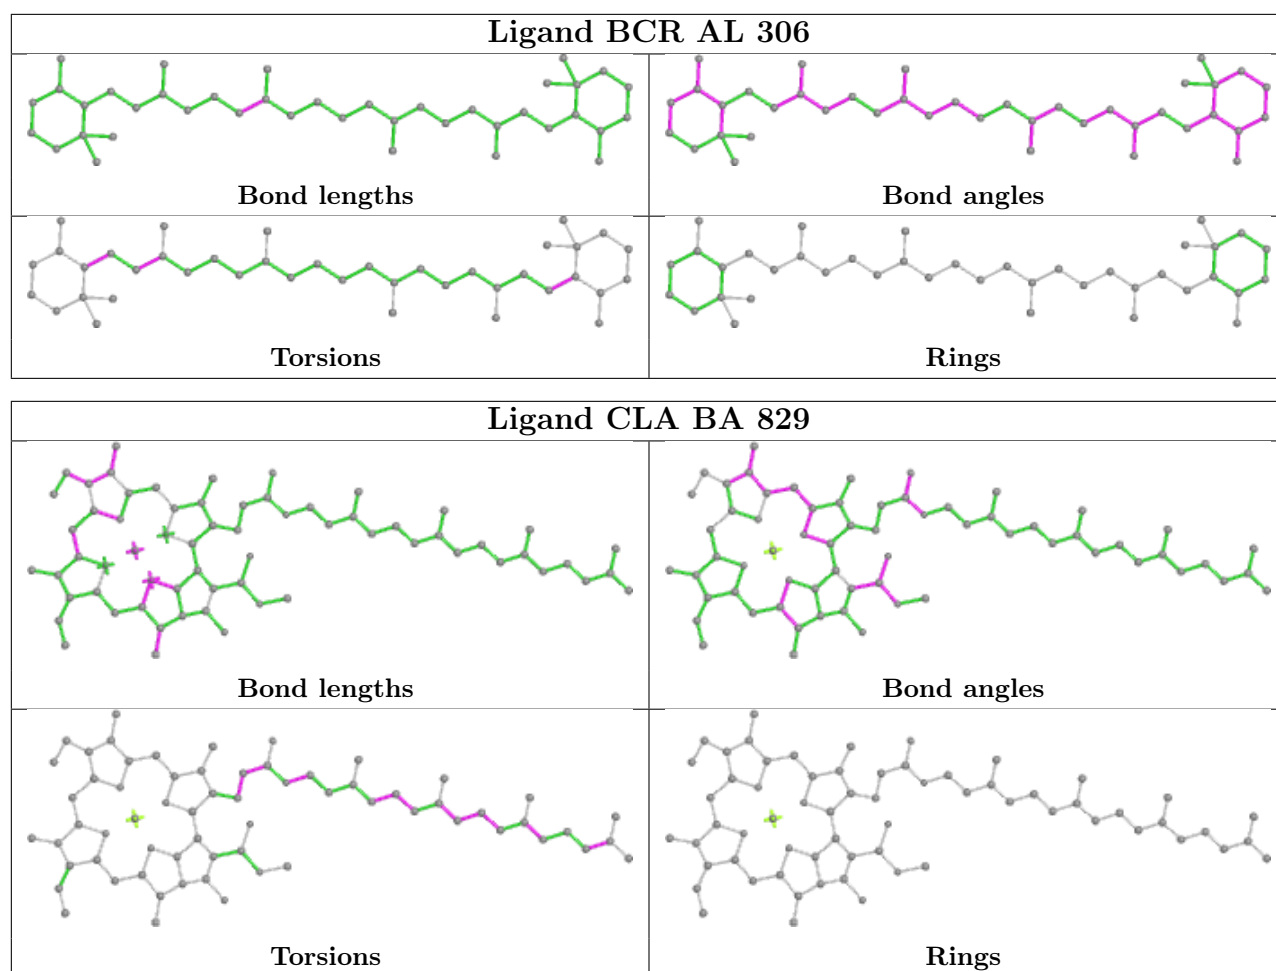 Ligand BCR AL 306
Bond lengths
Bond angles
Torsions
Rings
Ligand CLA BA 829
Bond lengths
Bond angles
Torsions
Rings